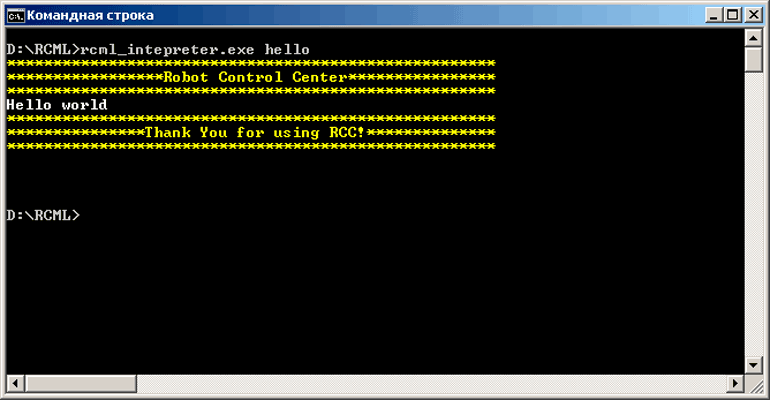 Командная строка
D:\RCML>rcml_intepreter.exe hello
*****************************************************
*****************Robot Control Center****************
*****************************************************
Hello world
*****************************************************
***************Thank You for using RCC!**************
*****************************************************
D:\RCML>